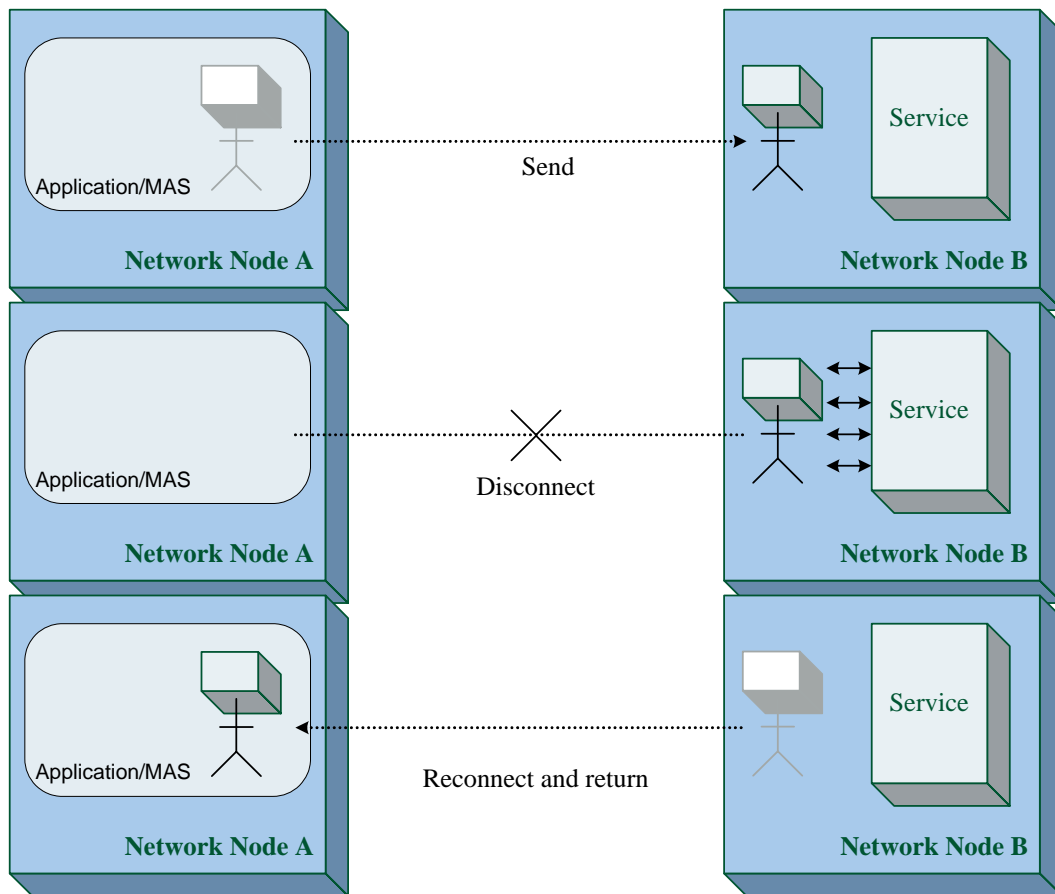 Application/MAS
Network Node A
Send
Service
Network Node B
Application/MAS
Network Node A
Disconnect
Service
Network Node B
Application/MAS
Network Node A
Reconnect and return
Service
Network Node B